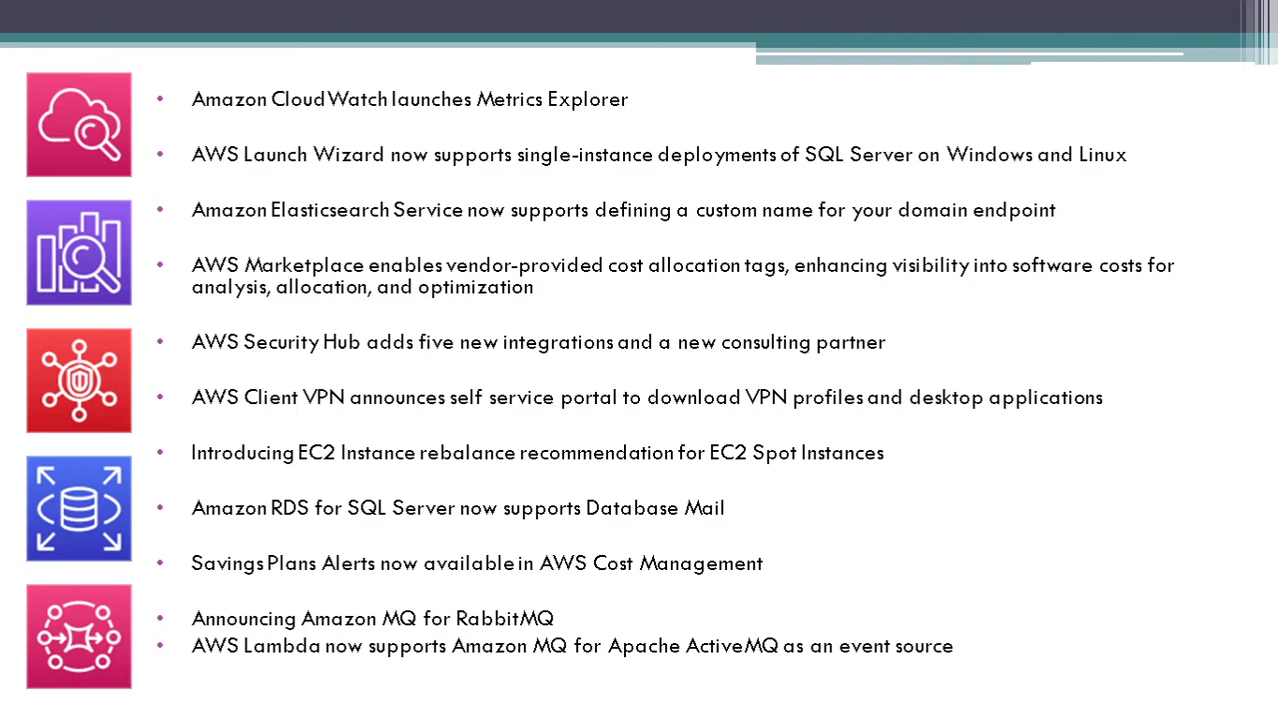 • Amazon CloudWatch launches Metrics Explorer
• AWS Launch Wizard now supports single-instance deployments of SQL Server on Windows and Linux
• Amazon Elasticsearch Service now supports defining a custom name for your domain endpoint
• AWS Marketplace enables vendor-provided cost allocation tags, enhancing visibility into software costs for
analysis, allocation, and optimization
• AWS Security Hub adds five new integrations and a new consulting partner
• AWS Client VPN announces self service portal to download VPN profiles and desktop applications
• Introducing EC2 Instance rebalance recommendation for EC2 Spot Instances
• Amazon RDS for SQL Server now supports Database Mail
• Savings Plans Alerts now available in AWS Cost Management
• Announcing Amazon MQ for RabbitMQ
• AWS Lambda now supports Amazon MQ for Apache ActiveMQ as an event source